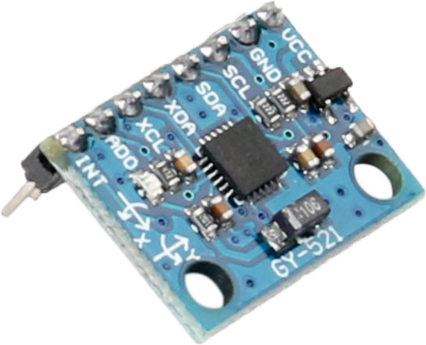 VCC
GND
SCL
SDA
XDA
XCL
ADO
INT
X
Y
-106
GY-521